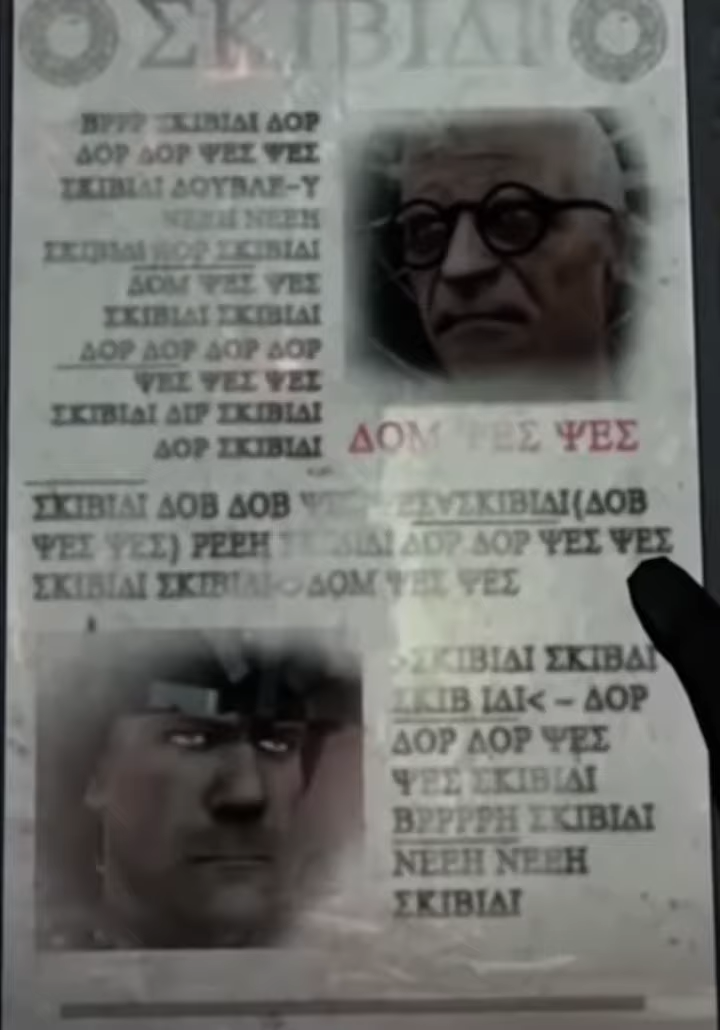 ΣΚΙΒΙΔΙ
ΒΡΡΡ ΣΚΙΒΙΔΙ ΔΟΡ
ΔΟΡ ΔΟΡ ΨΕΣ ΨΕΣ
ΣΚΙΒΙΔΙ ΔΟΥΒΛΕ-Υ
ΝΕΕΗ ΝΕΕΗ
ΣΚΙΒΙΔΙ ΣΚΙΒΙΔΙ
ΔΟΜ ΨΕΣ ΨΕΣ
ΣΚΙΒΙΔΙ ΣΚΙΒΙΔΙ
ΔΟΡ ΔΟΡ ΔΟΡ ΔΟΡ
ΨΕΣ ΨΕΣ ΨΕΣ
ΣΚΙΒΙΔΙ ΔΙΡ ΣΚΙΒΙΔΙ
ΔΟΡ ΣΚΙΒΙΔΙ
ΔΟΜ ΨΕΣ ΨΕΣ
ΣΚΙΒΙΔΙ ΔΟΒ ΔΟΒ (ΔΟΒ
ΨΕΣ ΨΕΣ) ΡΕΕΗ ΣΚΙΒΙΔΙ ΔΟΡ ΔΟΡ ΨΕΣ ΨΕΣ
ΣΚΙΒΙΔΙ ΣΚΙΒΙΔΙ ΔΟΜ ΨΕΣ ΨΕΣ
>ΣΚΙΒΙΔΙ ΣΚΙΒΔΙ
ΣΚΙΒ ΙΔΙ< - ΔΟΡ
ΔΟΡ ΔΟΡ ΨΕΣ
ΨΕΣ ΣΚΙΒΙΔΙ
ΒΡΡΡΡΗ ΣΚΙΒΙΔΙ
ΝΕΕΗ ΝΕΕΗ
ΣΚΙΒΙΔΙ